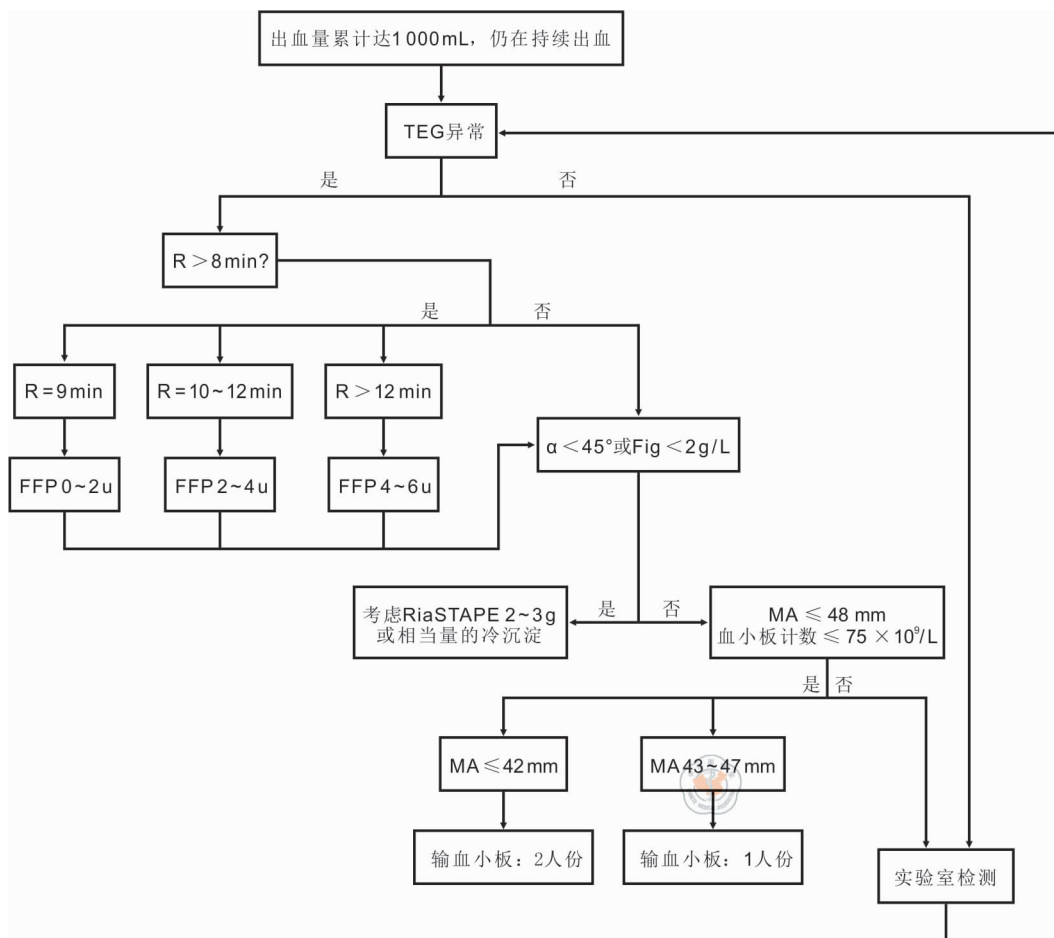 出血量累计达1000mL，仍在持续出血
TEG异常
是
否
R＞8min?
是
否
R=9min
R=10~12min
R＞12min
FFP 0~2u
FFP 2~4u
FFP 4~6u
α＜45°或Fig＜2g/L
考虑RiaSTAPE 2~3g
或相当量的冷沉淀
是
否
MA ≤ 48 mm
血小板计数 ≤ 75 × 10⁹/L
是
否
MA ≤42mm
MA 43~47mm
输血小板：2人份
输血小板：1人份
实验室检测